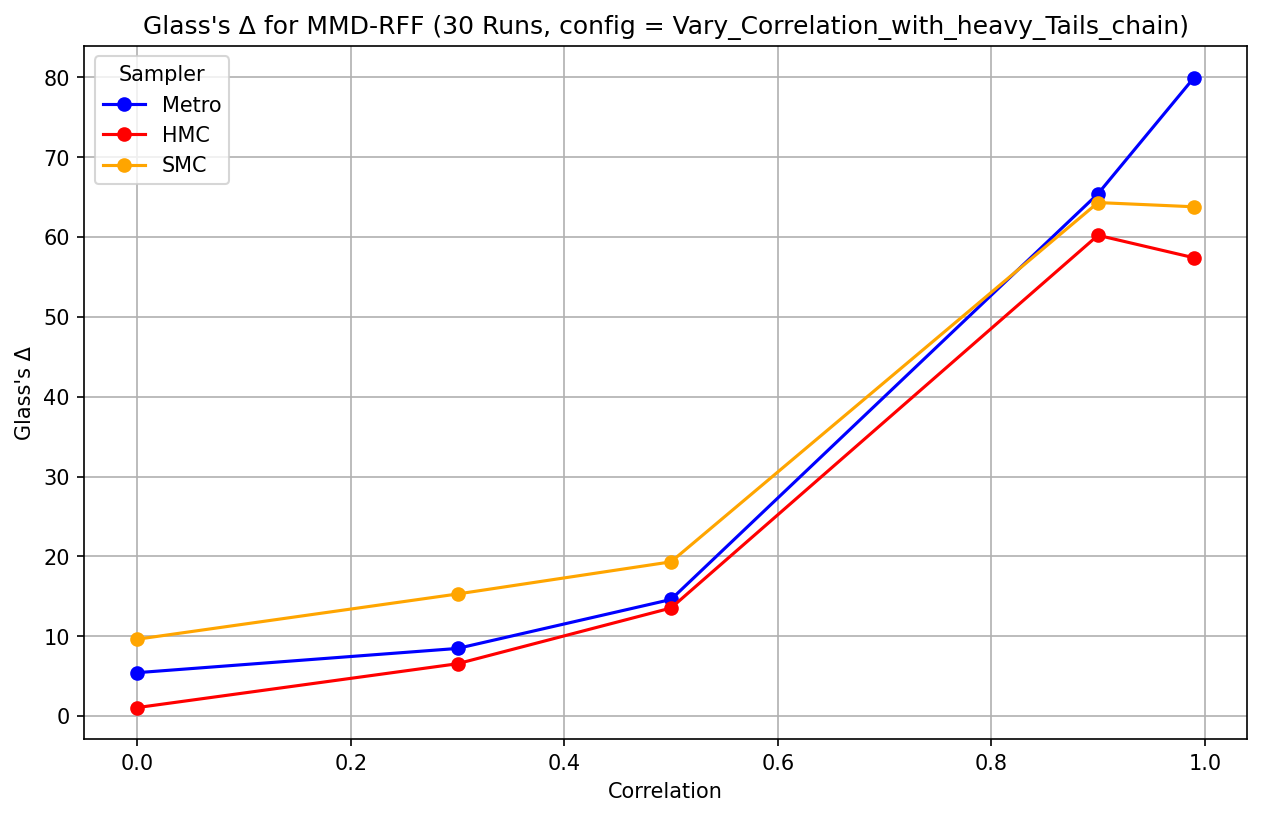 Glass's Δ for MMD-RFF (30 Runs, config = Vary_Correlation_with_heavy_Tails_chain)
Sampler
Metro
HMC
SMC
80
70
60
50
40
30
20
10
0
Glass's Δ
0.0 0.2 0.4 0.6 0.8 1.0
Correlation